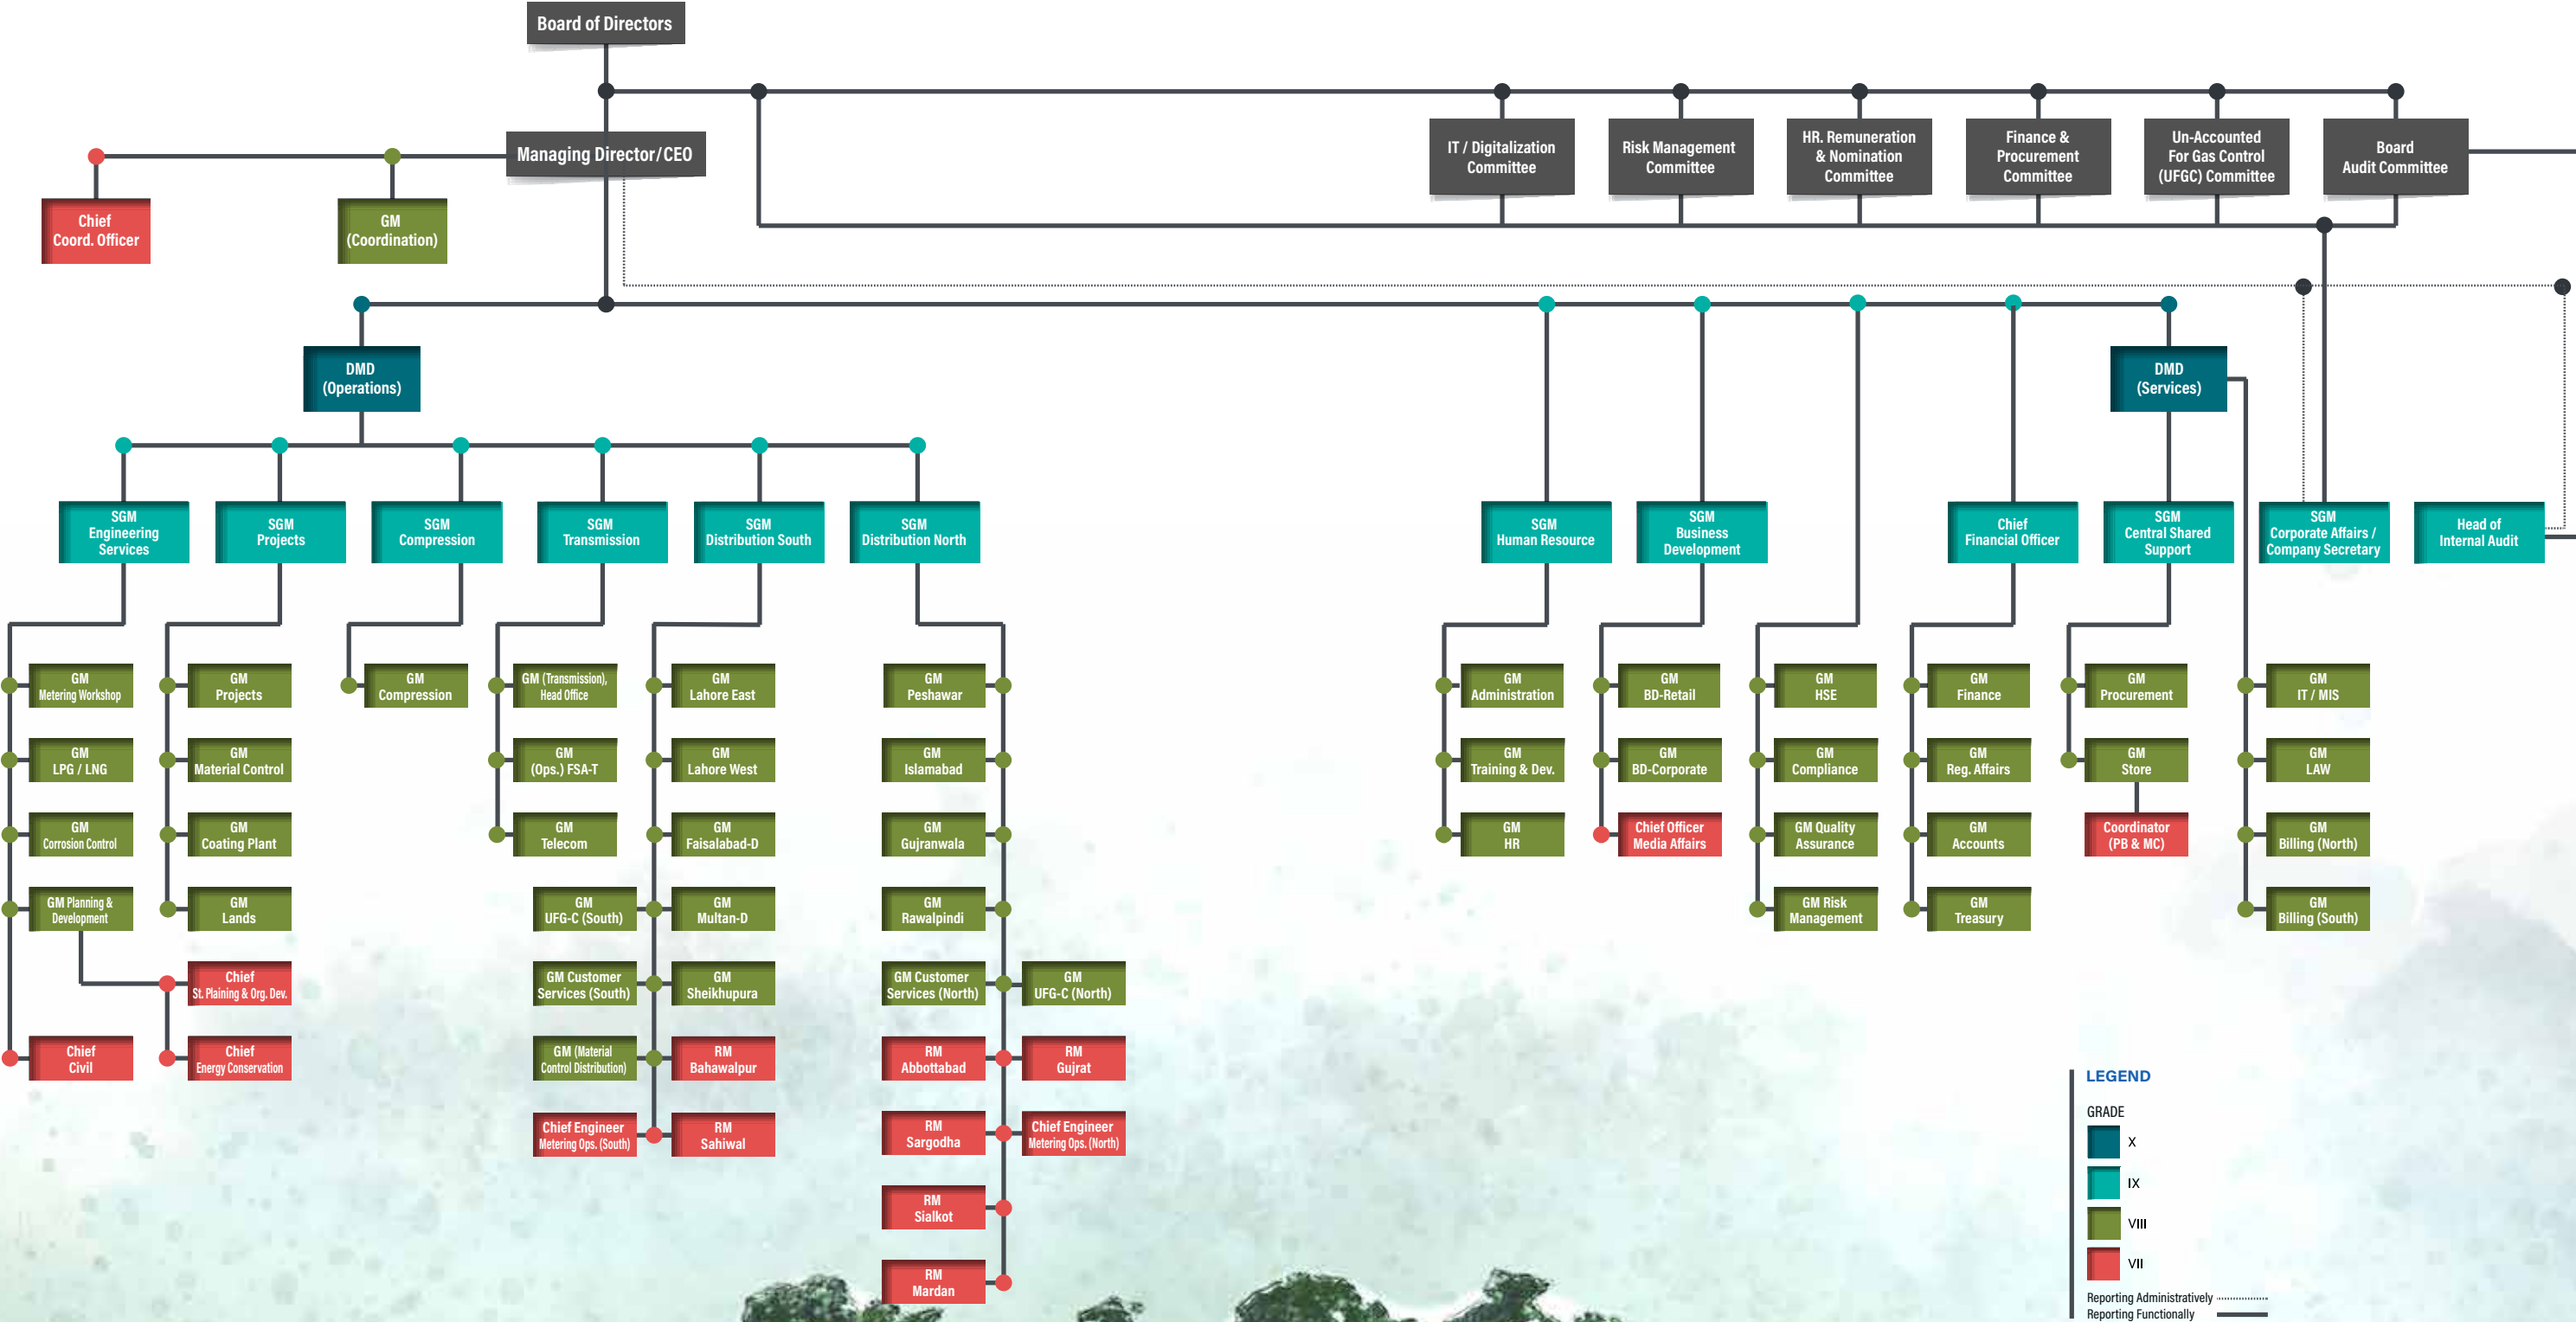 Board of Directors
Managing Director/CEO
IT / Digitalization
Committee
Risk Management
Committee
HR. Remuneration
& Nomination
Committee
Finance &
Procurement
Committee
Un-Accounted
For Gas Control
(UFGC) Committee
Board
Audit Committee
Chief
Coord. Officer
GM
(Coordination)
DMD
(Operations)
DMD
(Services)
SGM
Engineering
Services
SGM
Projects
SGM
Compression
SGM
Transmission
SGM
Distribution South
SGM
Distribution North
SGM
Human Resource
SGM
Business
Development
Chief
Financial Officer
SGM
Central Shared
Support
SGM
Corporate Affairs /
Company Secretary
Head of
Internal Audit
GM
Metering Workshop
GM
Projects
GM
Compression
GM (Transmission),
Head Office
GM
Lahore East
GM
Peshawar
GM
Administration
GM
BD-Retail
GM
HSE
GM
Finance
GM
Procurement
GM
IT / MIS
GM
LPG / LNG
GM
Material Control
GM
(Ops.) FSA-T
GM
Lahore West
GM
Islamabad
GM
Training & Dev.
GM
BD-Corporate
GM
Compliance
GM
Reg. Affairs
GM
Store
GM
LAW
GM
Corrosion Control
GM
Coating Plant
GM
Telecom
GM
Faisalabad-D
GM
Gujranwala
GM
HR
Chief Officer
Media Affairs
GM Quality
Assurance
GM
Accounts
Coordinator
(PB & MC)
GM
Billing (North)
GM Planning &
Development
GM
Lands
GM
UFG-C (South)
GM
Multan-D
GM
Rawalpindi
GM Risk
Management
GM
Treasury
GM
Billing (South)
Chief
St. Plaining & Org. Dev.
GM Customer
Services (South)
GM
Sheikhupura
GM Customer
Services (North)
GM
UFG-C (North)
Chief
Civil
Chief
Energy Conservation
GM (Material
Control Distribution)
RM
Bahawalpur
RM
Abbottabad
RM
Gujrat
Chief Engineer
Metering Ops. (South)
RM
Sahiwal
RM
Sargodha
Chief Engineer
Metering Ops. (North)
RM
Sialkot
RM
Mardan
LEGEND
GRADE
X
IX
VIII
VII
Reporting Administratively
Reporting Functionally